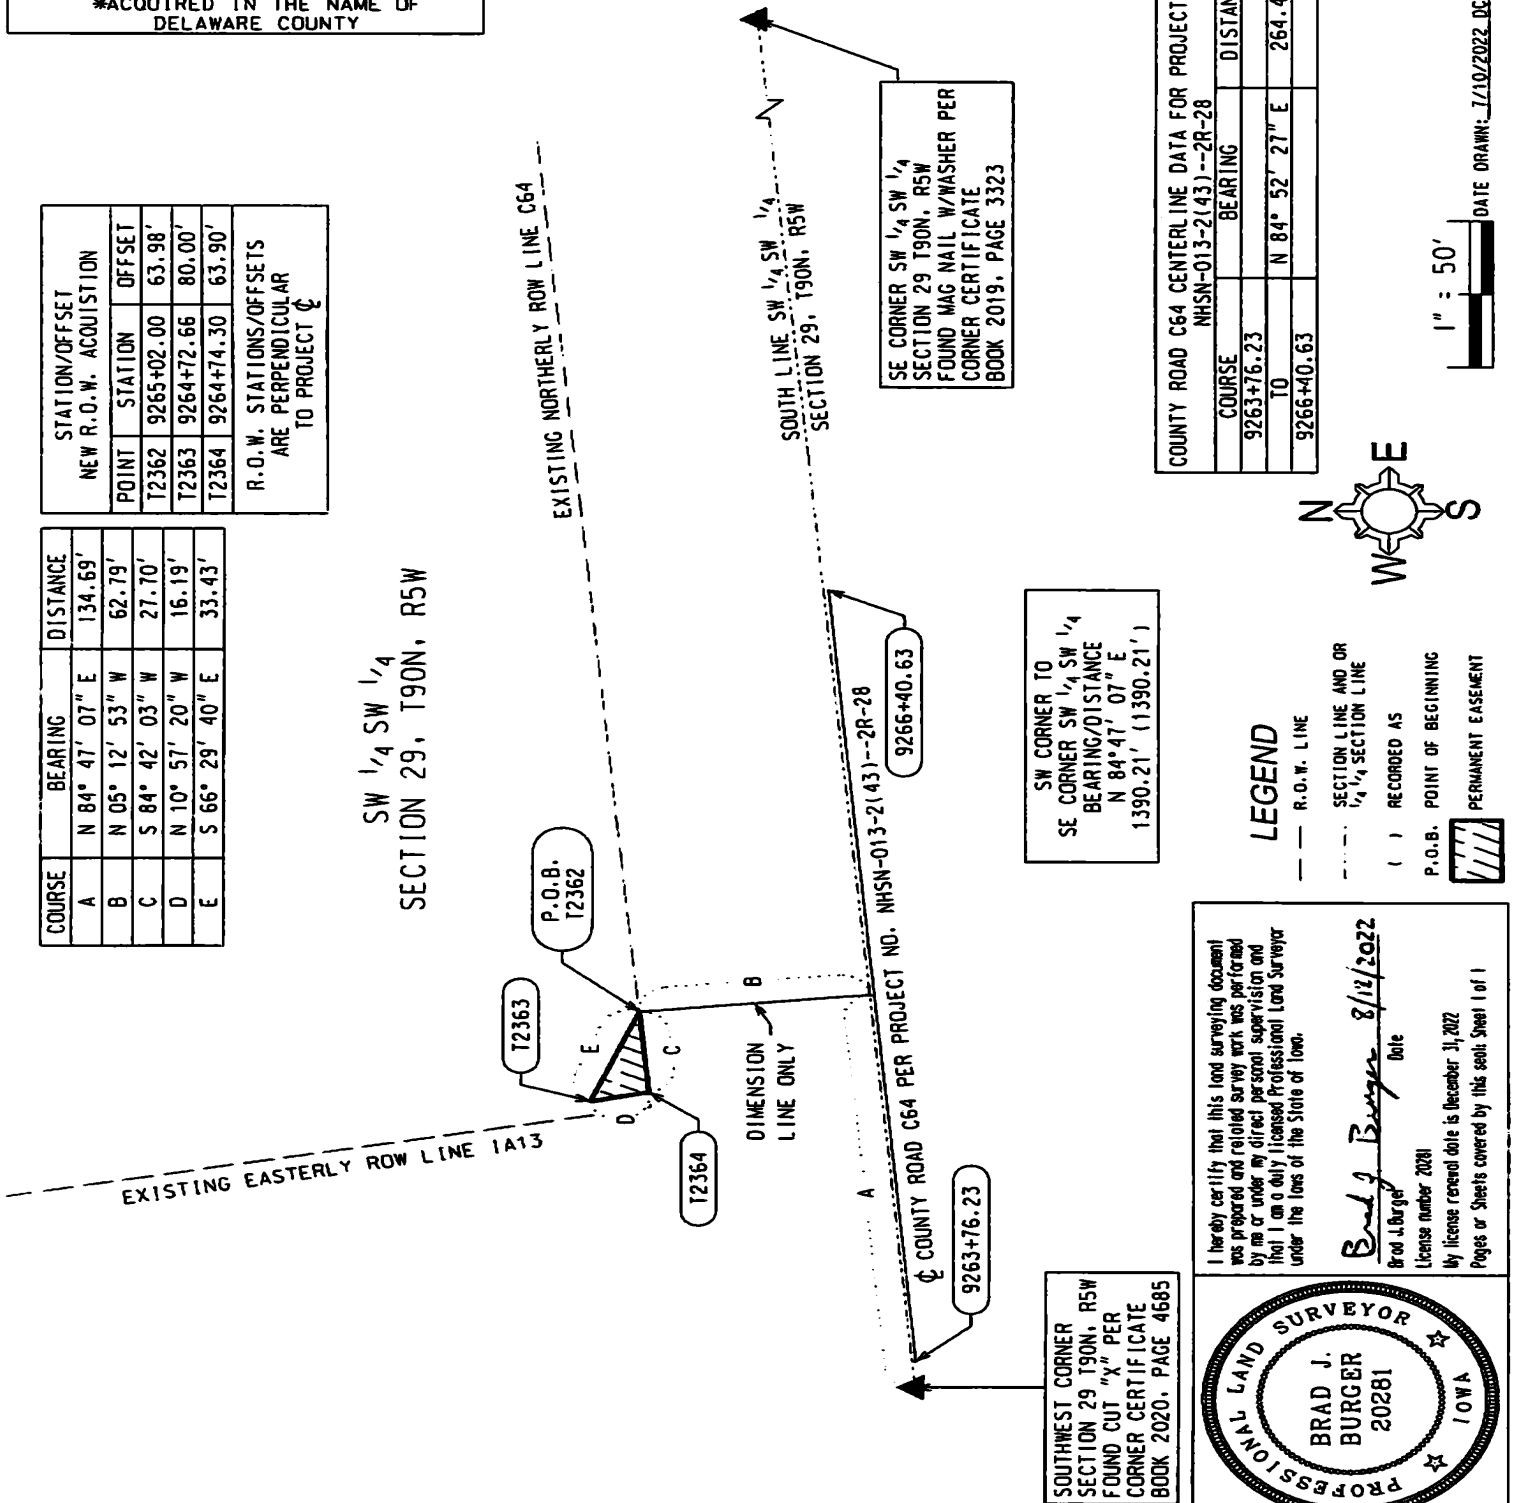 *ACQUIRED IN THE NAME OF
DELAWARE COUNTY
COURSE BEARING DISTANCE
A N 84° 47' 07" E 134.69'
B N 05° 12' 53" W 62.79'
C S 84° 42' 03" W 27.70'
D N 10° 57' 20" W 16.19'
E S 66° 29' 40" E 33.43'
STATION/OFFSET
NEW R.O.W. ACQUISTION
POINT STATION OFFSET
T2362 9265+02.00 63.98'
T2363 9264+72.66 80.00'
T2364 9264+74.30 63.90'
R.O.W. STATIONS/OFFSETS
ARE PERPENDICULAR
TO PROJECT ℄
SW 1/4 SW 1/4
SECTION 29, T90N, R5W
P.O.B.
T2362
T2363
T2364
EXISTING NORTHERLY ROW LINE C64
EXISTING EASTERLY ROW LINE IA13
A
B
C
D
E
DIMENSION
LINE ONLY
SOUTH LINE SW 1/4 SW 1/4
SECTION 29, T90N, R5W
℄ COUNTY ROAD C64 PER PROJECT NO. NHSN-013-2(43)--2R-28
9263+76.23
9266+40.63
SE CORNER SW 1/4 SW 1/4
SECTION 29 T90N, R5W
FOUND MAG NAIL W/WASHER PER
CORNER CERTIFICATE
BOOK 2019, PAGE 3323
SOUTHWEST CORNER
SECTION 29 T90N, R5W
FOUND CUT "X" PER
CORNER CERTIFICATE
BOOK 2020, PAGE 4685
SW CORNER TO
SE CORNER SW 1/4 SW 1/4
BEARING/DISTANCE
N 84°47' 07" E
1390.21' (1390.21')
COUNTY ROAD C64 CENTERLINE DATA FOR PROJECT
NHSN-013-2(43)--2R-28
COURSE BEARING
9263+76.23
TO N 84° 52' 27" E 264.4
9266+40.63
N
W E
S
LEGEND
R.O.W. LINE
SECTION LINE AND OR
1/4 1/4 SECTION LINE
( ) RECORDED AS
P.O.B. POINT OF BEGINNING
PERMANENT EASEMENT
1" = 50'
DATE DRAWN: 7/10/2022 DC
I hereby certify that this land surveying document
was prepared and related survey work was performed
by me or under my direct personal supervision and
that I am a duly licensed Professional Land Surveyor
under the laws of the State of Iowa.
Brad J. Burger 8/12/2022
Brad J. Burger Date
License number 20281
My license renewal date is December 31, 2022
Pages or Sheets covered by this seal: Sheet 1 of 1
PROFESSIONAL LAND SURVEYOR
BRAD J.
BURGER
20281
IOWA